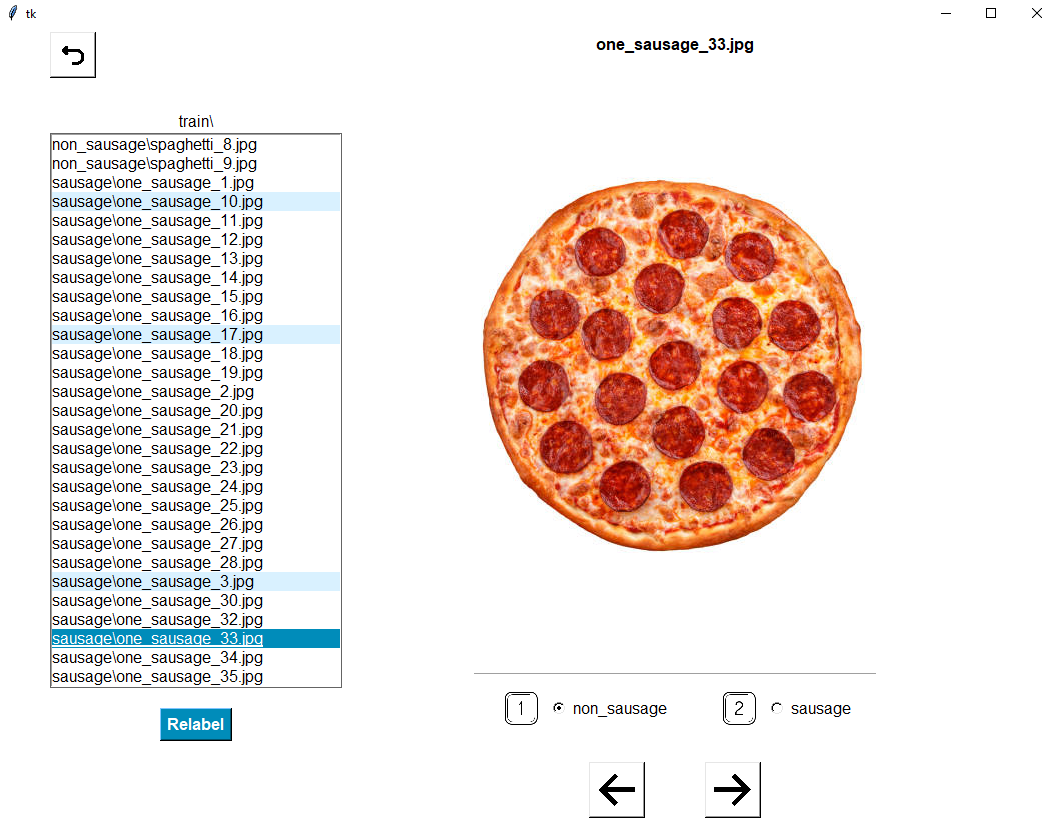 tk
one_sausage_33.jpg
train\
non_sausage\spaghetti_8.jpg
non_sausage\spaghetti_9.jpg
sausage\one_sausage_1.jpg
sausage\one_sausage_10.jpg
sausage\one_sausage_11.jpg
sausage\one_sausage_12.jpg
sausage\one_sausage_13.jpg
sausage\one_sausage_14.jpg
sausage\one_sausage_15.jpg
sausage\one_sausage_16.jpg
sausage\one_sausage_17.jpg
sausage\one_sausage_18.jpg
sausage\one_sausage_19.jpg
sausage\one_sausage_2.jpg
sausage\one_sausage_20.jpg
sausage\one_sausage_21.jpg
sausage\one_sausage_22.jpg
sausage\one_sausage_23.jpg
sausage\one_sausage_24.jpg
sausage\one_sausage_25.jpg
sausage\one_sausage_26.jpg
sausage\one_sausage_27.jpg
sausage\one_sausage_28.jpg
sausage\one_sausage_3.jpg
sausage\one_sausage_30.jpg
sausage\one_sausage_32.jpg
sausage\one_sausage_33.jpg
sausage\one_sausage_34.jpg
sausage\one_sausage_35.jpg
Relabel
1 non_sausage 2 sausage